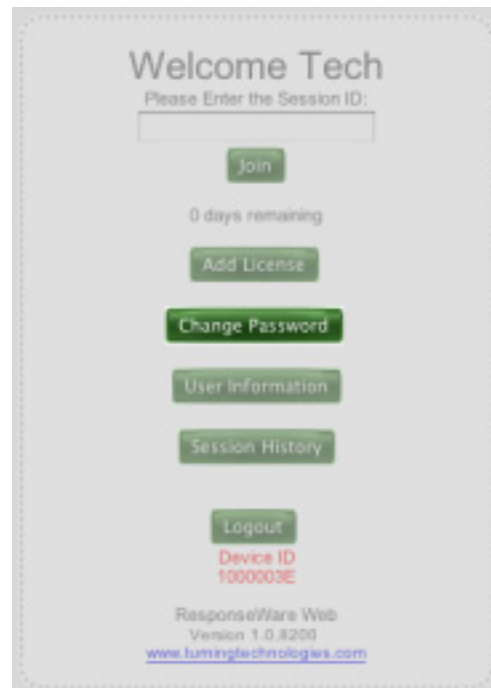 Welcome Tech
Please Enter the Session ID:
Join
0 days remaining
Add License
Change Password
User Information
Session History
Logout
Device ID
1000003E
ResponseWare Web
Version 1.0.8200
www.turningtechnologies.com